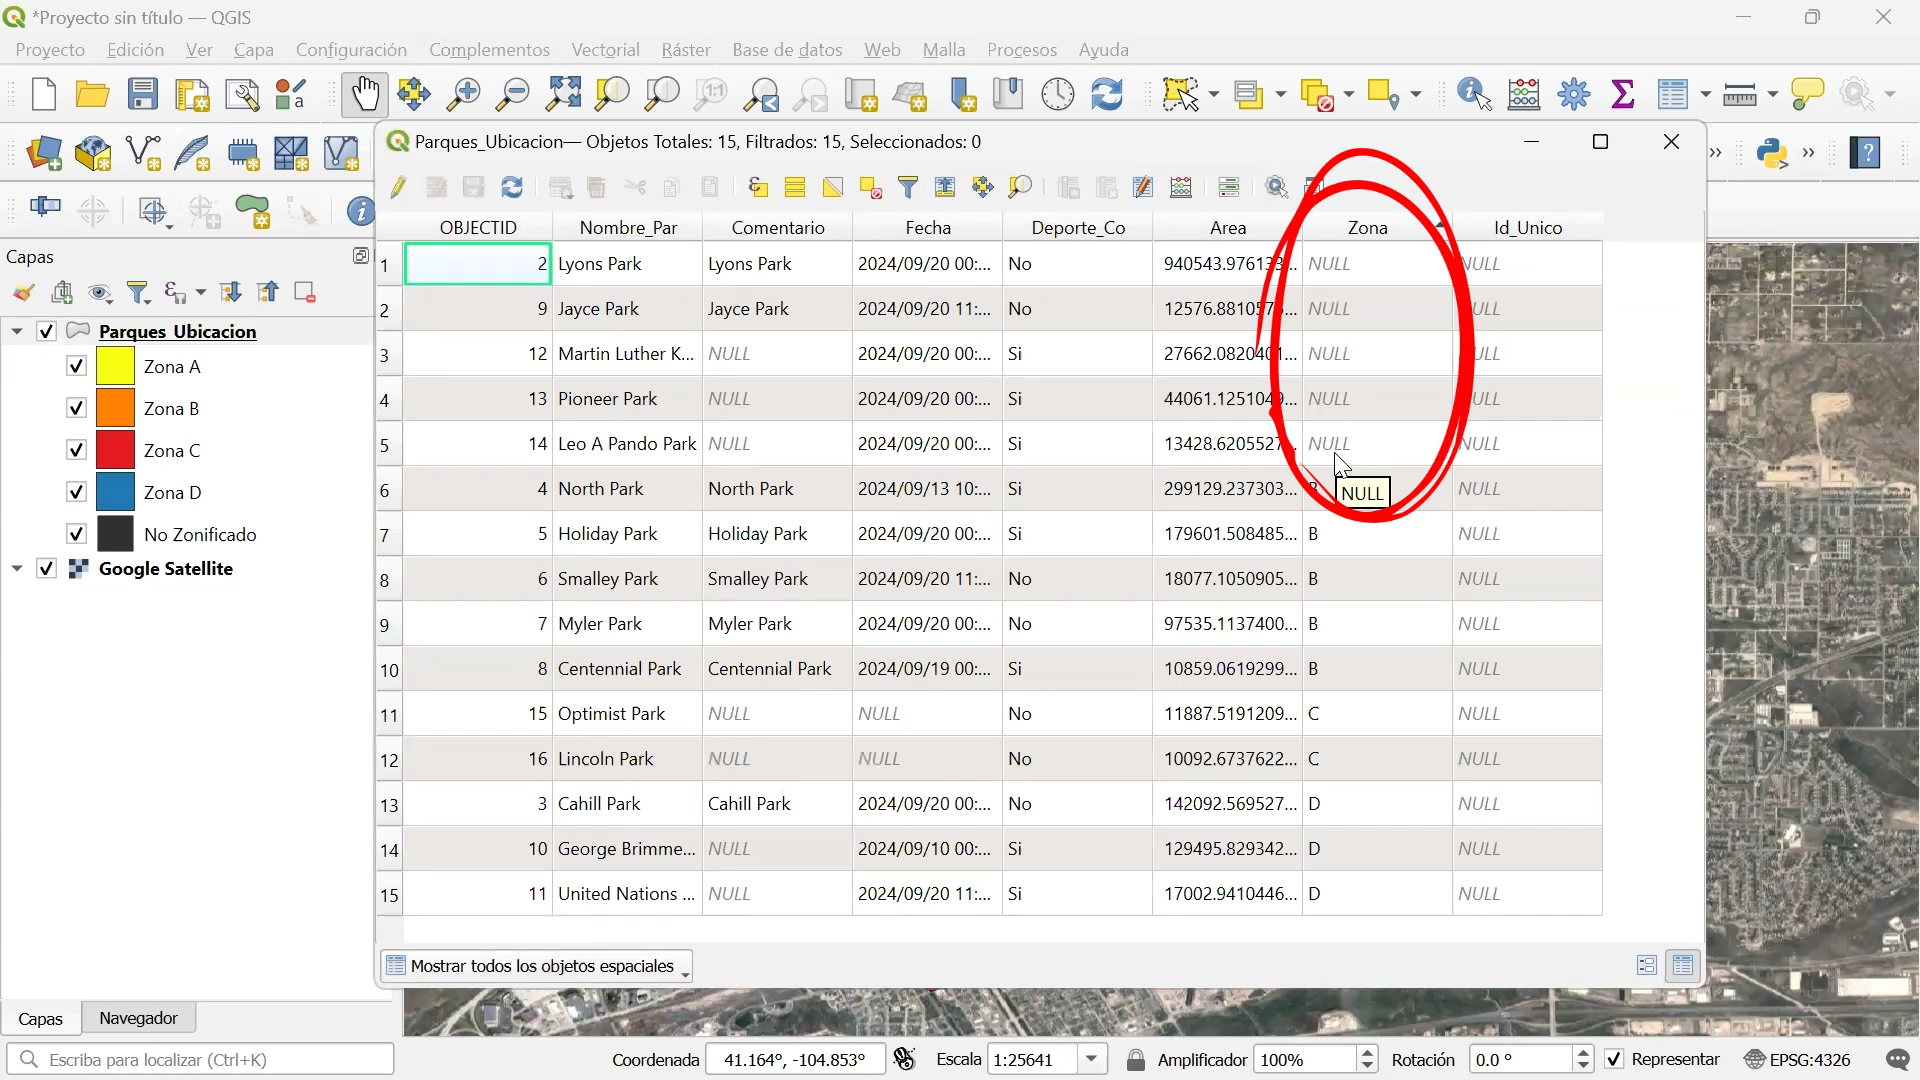 *Proyecto sin título — QGIS
Proyecto Edición Ver Capa Configuración Complementos Vectorial Ráster Base de datos Web Malla Procesos Ayuda
Parques_Ubicacion— Objetos Totales: 15, Filtrados: 15, Seleccionados: 0
OBJECTID Nombre_Par Comentario Fecha Deporte_Co Area Zona Id_Unico
1 2 Lyons Park Lyons Park 2024/09/20 00:... No 940543.976133... NULL NULL
2 9 Jayce Park Jayce Park 2024/09/20 11:... No NULL
3 12 Martin Luther K... NULL 2024/09/20 00:... Si 27662.0820401... NULL
4 13 Pioneer Park NULL 2024/09/20 00:... Si 44061.1251049... NULL
5 14 Leo A Pando Park NULL 2024/09/20 00:... Si NULL NULL
6 4 North Park North Park 2024/09/13 10:... Si 299129.237303... B NULL
NULL
7 5 Holiday Park Holiday Park 2024/09/20 00:... Si 179601.508485... B NULL
8 6 Smalley Park Smalley Park 2024/09/20 11:... No 18077.1050905... B NULL
9 7 Myler Park Myler Park 2024/09/20 00:... No 97535.1137400... B NULL
10 8 Centennial Park Centennial Park 2024/09/19 00:... Si 10859.0619299... B NULL
11 15 Optimist Park NULL NULL No 11887.5191209... C NULL
12 16 Lincoln Park NULL NULL No 10092.6737622... C NULL
13 3 Cahill Park Cahill Park 2024/09/20 00:... No 142092.569527... D NULL
14 10 George Brimme... NULL 2024/09/10 00:... Si 129495.829342... D NULL
15 11 United Nations ... NULL 2024/09/20 11:... Si 17002.9410446... D NULL
Mostrar todos los objetos espaciales
Capas
Parques Ubicacion
Zona A
Zona B
Zona C
Zona D
No Zonificado
Google Satellite
Capas Navegador
Escriba para localizar (Ctrl+K)
Coordenada 41.164°, -104.853° Escala 1:25641 Amplificador 100% Rotación 0.0 ° Representar EPSG:4326